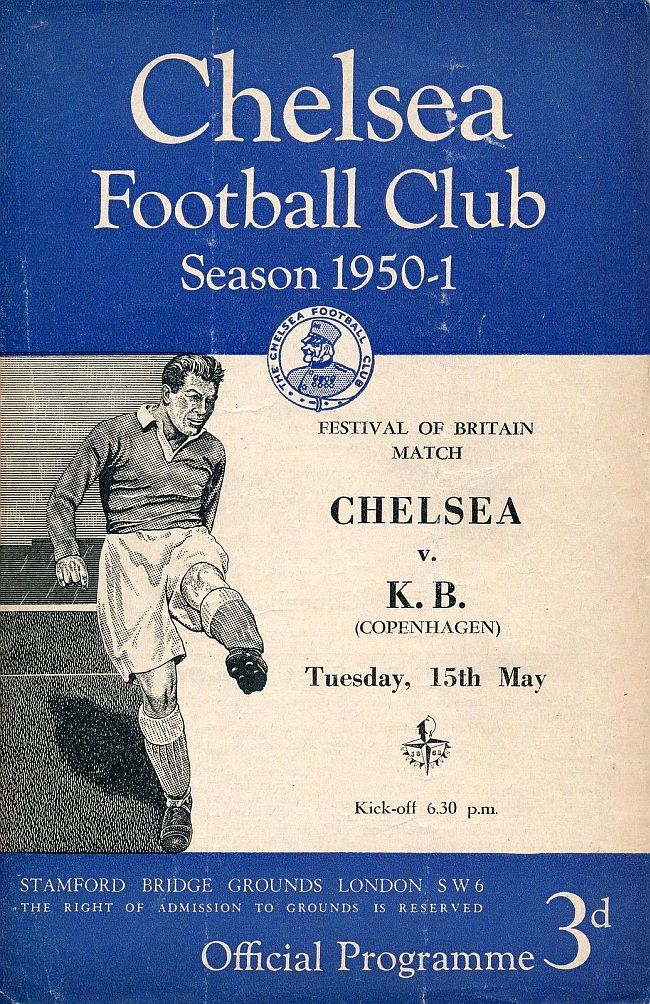 Chelsea
Football Club
Season 1950-1
THE CHELSEA FOOTBALL CLUB
FESTIVAL OF BRITAIN
MATCH
CHELSEA
v.
K. B.
(COPENHAGEN)
Tuesday, 15th May
Kick-off 6.30 p.m.
STAMFORD BRIDGE GROUNDS LONDON S W 6
THE RIGHT OF ADMISSION TO GROUNDS IS RESERVED
Official Programme 3d